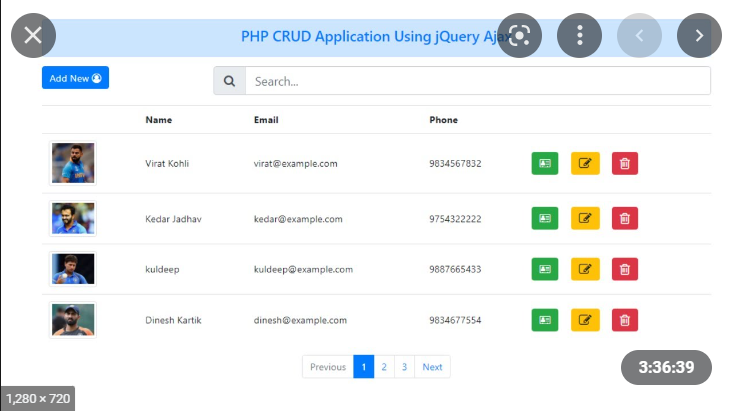 PHP CRUD Application Using jQuery Ajax
Add New
Search...
Name Email Phone
Virat Kohli virat@example.com 9834567832
Kedar Jadhav kedar@example.com 9754322222
kuldeep kuldeep@example.com 9887665433
Dinesh Kartik dinesh@example.com 9834677554
Previous 1 2 3 Next
3:36:39
1,280 × 720